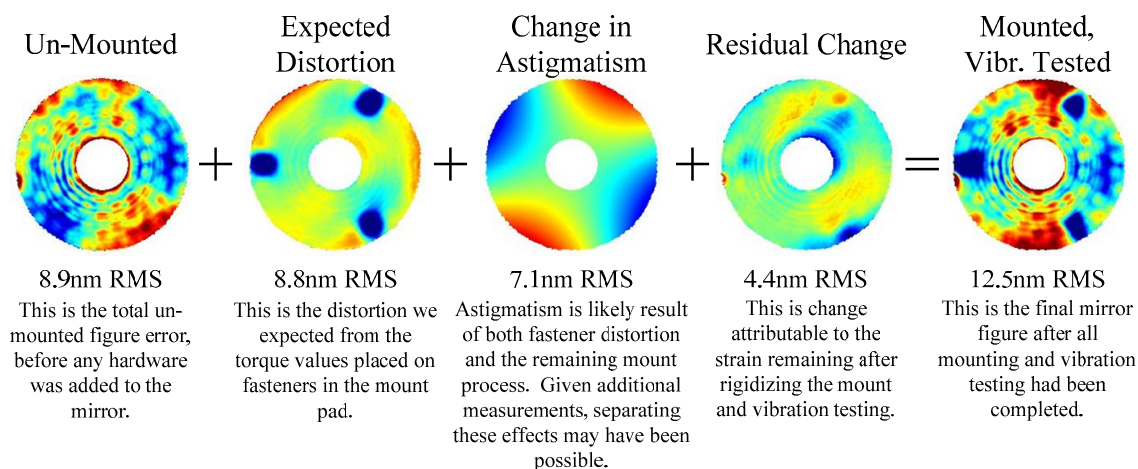 Un-Mounted
Expected
Distortion
Change in
Astigmatism
Residual Change
Mounted,
Vibr. Tested
+
+
+
=
8.9nm RMS
This is the total un-
mounted figure error,
before any hardware
was added to the
mirror.
8.8nm RMS
This is the distortion we
expected from the
torque values placed on
fasteners in the mount
pad.
7.1nm RMS
Astigmatism is likely result
of both fastener distortion
and the remaining mount
process. Given additional
measurements, separating
these effects may have been
possible.
4.4nm RMS
This is change
attributable to the
strain remaining after
rigidizing the mount
and vibration testing.
12.5nm RMS
This is the final mirror
figure after all
mounting and vibration
testing had been
completed.